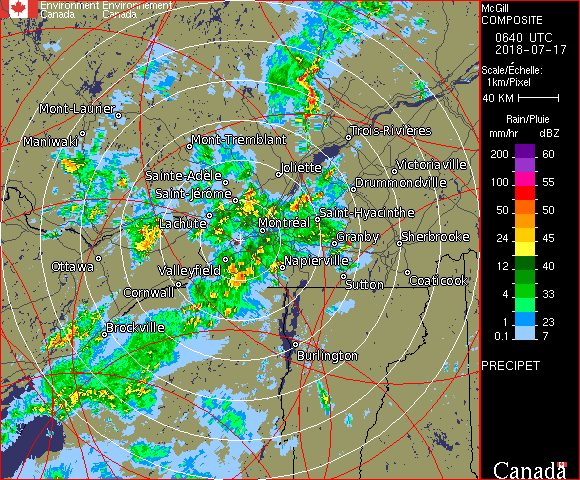 Environment Environnement
Canada Canada
McGill
COMPOSITE
0640 UTC
2018-07-17
Scale/Échelle:
1km/Pixel
40 KM
Rain/Pluie
mm/hr dBZ
200 60
100 55
50 50
24 45
12 40
4 33
1 23
0.1 7
PRECIPET
Mont-Laurier
Maniwaki
Mont-Tremblant
Trois-Rivières
Sainte-Adèle
Joliette
Victoriaville
Saint-Jérôme
Drummondville
Lachute
Montréal
Saint-Hyacinthe
Granby
Sherbrooke
Ottawa
Valleyfield
Napierville
Cornwall
Sutton
Coaticook
Brockville
Burlington
Canada